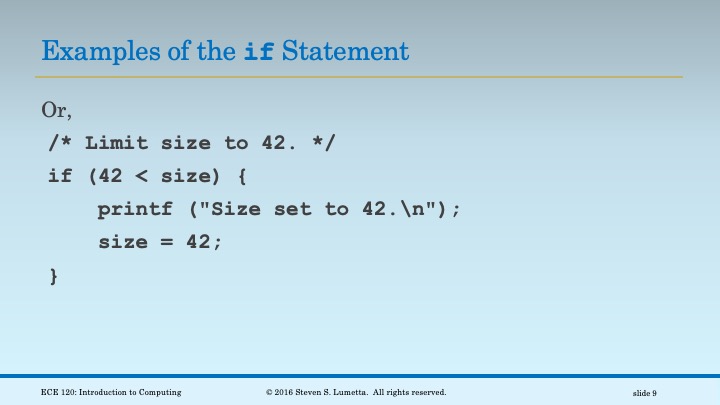 Examples of the if Statement
Or,
/* Limit size to 42. */
if (42 < size) {
    printf ("Size set to 42.\n");
    size = 42;
}
ECE 120: Introduction to Computing
© 2016 Steven S. Lumetta. All rights reserved.
slide 9